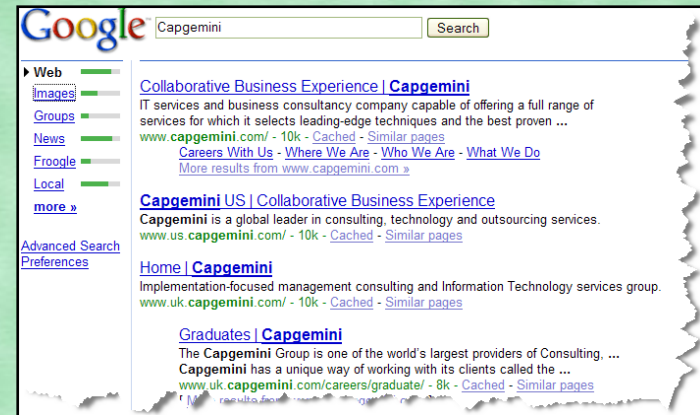 Google Capgemini Search
Web
Images
Groups
News
Froogle
Local
more »
Advanced Search
Preferences
Collaborative Business Experience | Capgemini
IT services and business consultancy company capable of offering a full range of
services for which it selects leading-edge techniques and the best proven ...
www.capgemini.com/ - 10k - Cached - Similar pages
Careers With Us - Where We Are - Who We Are - What We Do
More results from www.capgemini.com »
Capgemini US | Collaborative Business Experience
Capgemini is a global leader in consulting, technology and outsourcing services.
www.us.capgemini.com/ - 10k - Cached - Similar pages
Home | Capgemini
Implementation-focused management consulting and Information Technology services group.
www.uk.capgemini.com/ - 10k - Cached - Similar pages
Graduates | Capgemini
The Capgemini Group is one of the world's largest providers of Consulting, ...
Capgemini has a unique way of working with its clients called the ...
www.uk.capgemini.com/careers/graduate/ - 8k - Cached - Similar pages